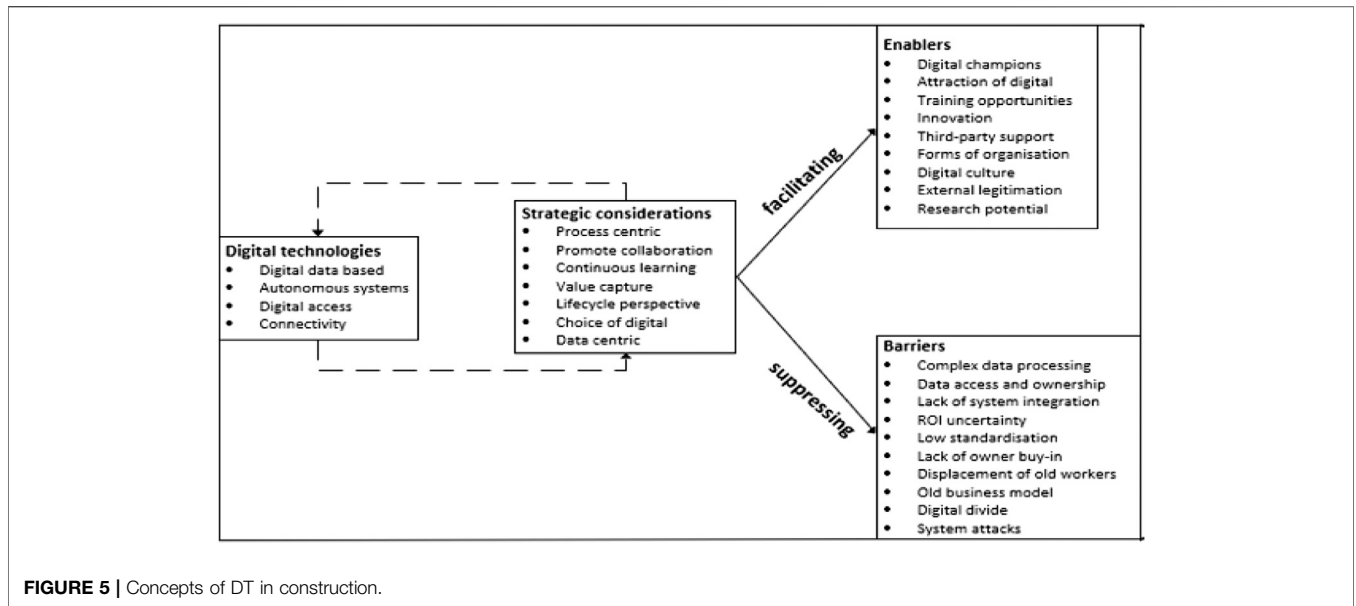 Digital technologies
• Digital data based
• Autonomous systems
• Digital access
• Connectivity
Strategic considerations
• Process centric
• Promote collaboration
• Continuous learning
• Value capture
• Lifecycle perspective
• Choice of digital
• Data centric
facilitating
suppressing
Enablers
• Digital champions
• Attraction of digital
• Training opportunities
• Innovation
• Third-party support
• Forms of organisation
• Digital culture
• External legitimation
• Research potential
Barriers
• Complex data processing
• Data access and ownership
• Lack of system integration
• ROI uncertainty
• Low standardisation
• Lack of owner buy-in
• Displacement of old workers
• Old business model
• Digital divide
• System attacks
FIGURE 5 | Concepts of DT in construction.